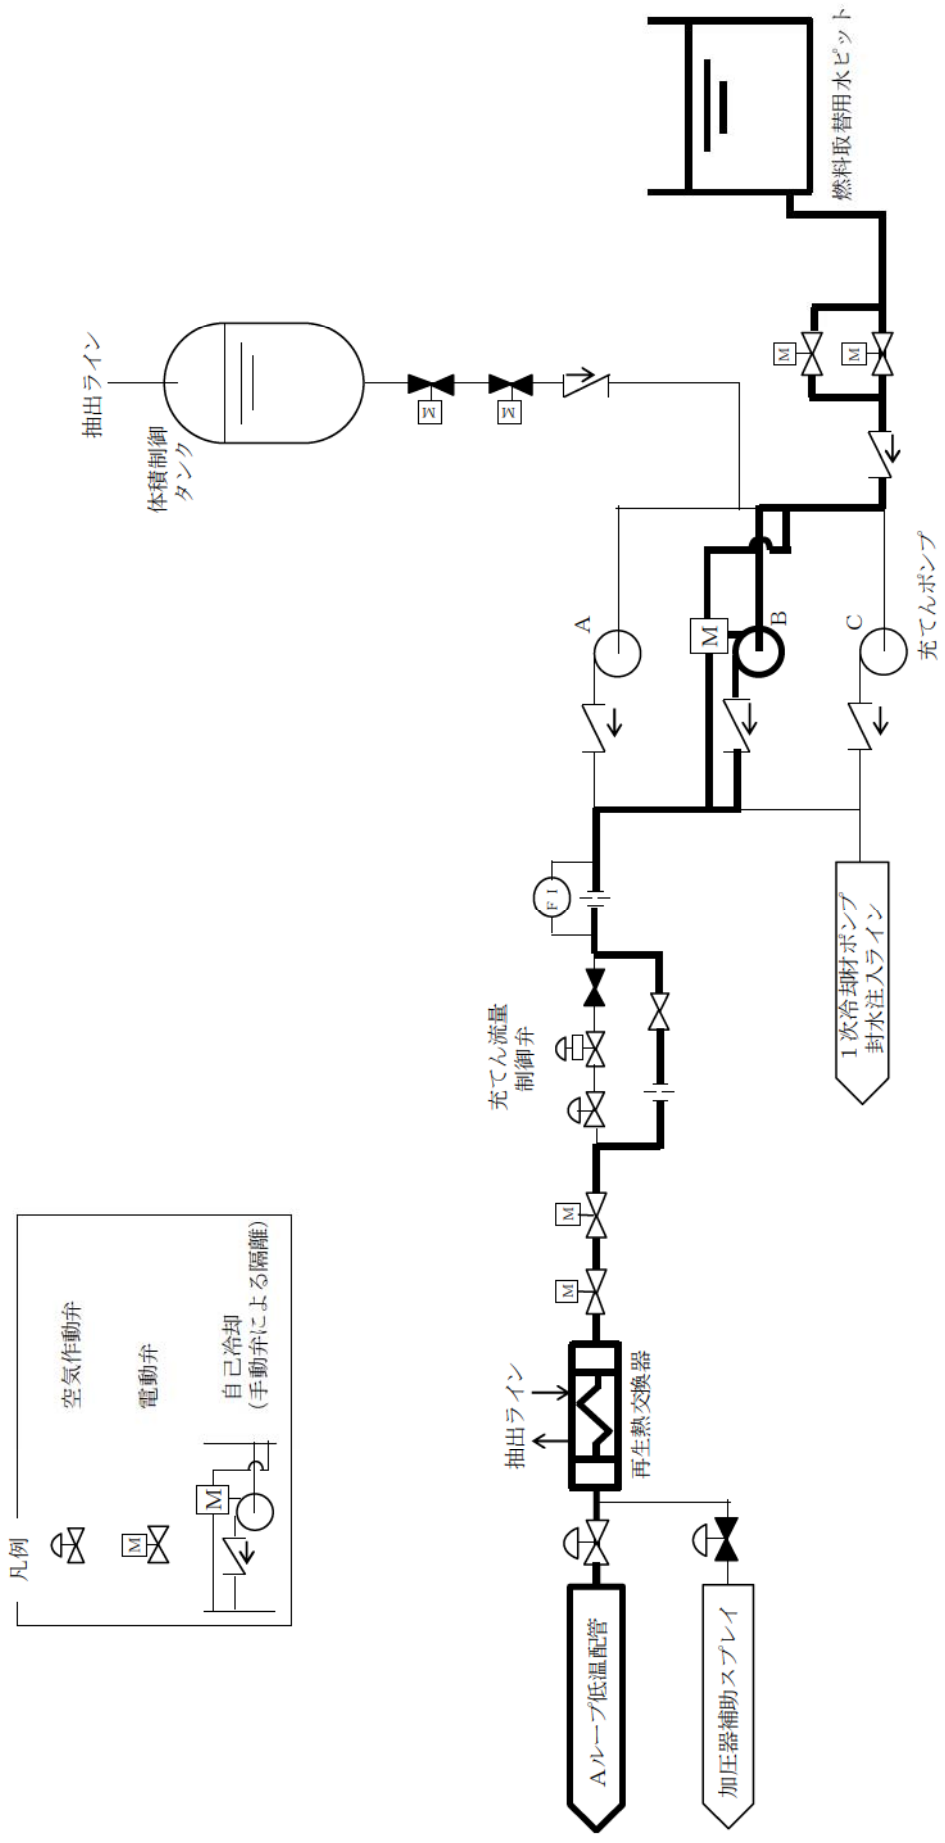 凡例
空気作動弁
M
電動弁
M
自己冷却
(手動弁による隔離)
抽出ライン
体積制御
タンク
M
M
燃料取替用水ピット
M
M
A
M
B
C
充てんポンプ
FI
充てん流量
制御弁
1次冷却材ポンプ
封水注入ライン
M
M
抽出ライン
再生熱交換器
Aループ低温配管
加圧器補助スプレイ